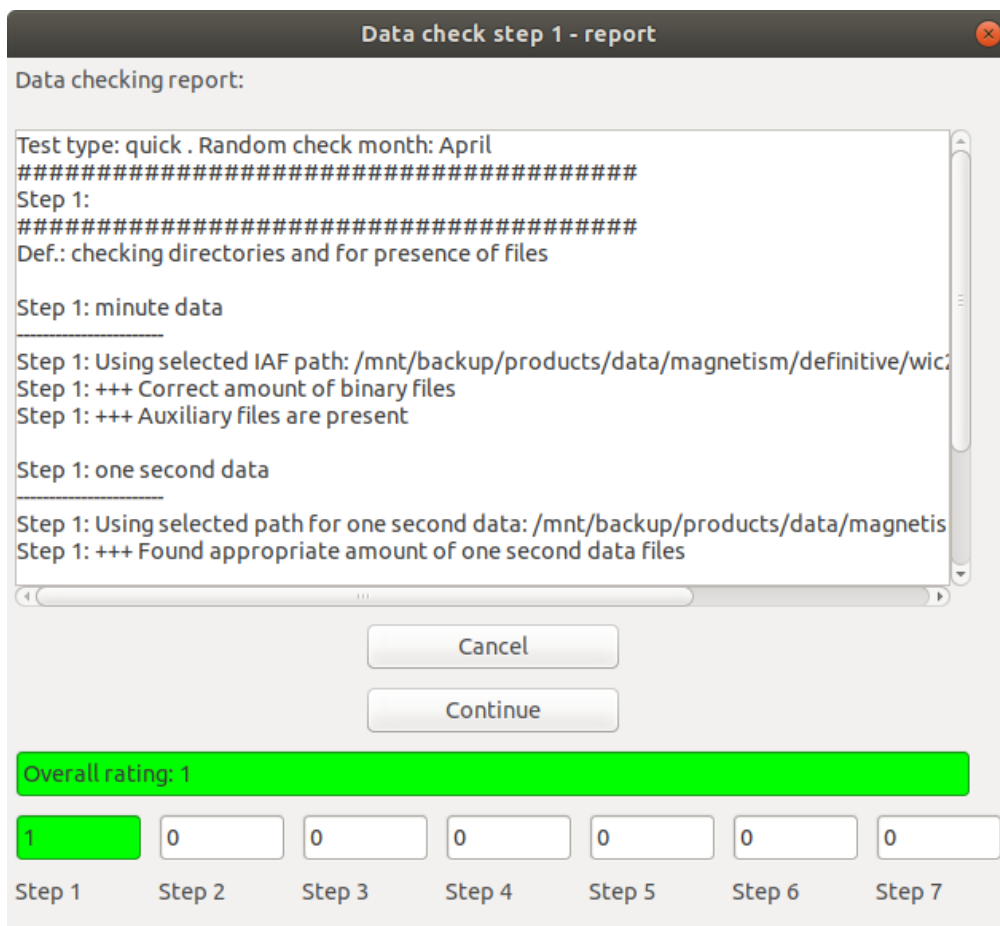 Data check step 1 - report
Data checking report:
Test type: quick . Random check month: April
#######################################
Step 1:
#######################################
Def.: checking directories and for presence of files
Step 1: minute data
-----------------------
Step 1: Using selected IAF path: /mnt/backup/products/data/magnetism/definitive/wic2
Step 1: +++ Correct amount of binary files
Step 1: +++ Auxiliary files are present
Step 1: one second data
-----------------------
Step 1: Using selected path for one second data: /mnt/backup/products/data/magnetis
Step 1: +++ Found appropriate amount of one second data files
Cancel
Continue
Overall rating: 1
1 0 0 0 0 0 0
Step 1 Step 2 Step 3 Step 4 Step 5 Step 6 Step 7